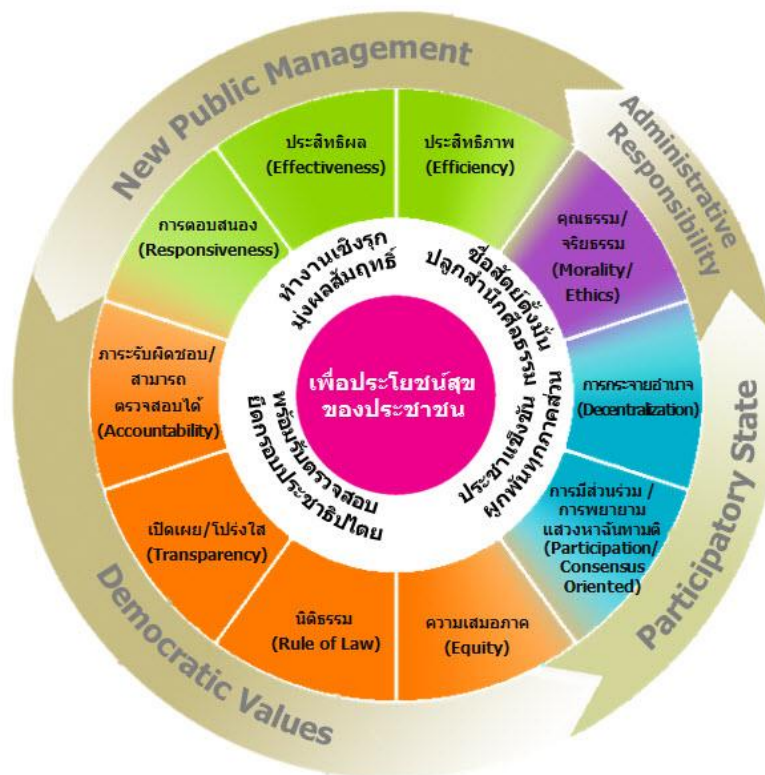 New Public Management
Administrative
Responsibility
Participatory State
Democratic Values
ประสิทธิผล
(Effectiveness)
ประสิทธิภาพ
(Efficiency)
คุณธรรม/
จริยธรรม
(Morality/
Ethics)
การกระจายอำนาจ
(Decentralization)
การมีส่วนร่วม /
การพยายาม
แสวงหาฉันทามติ
(Participation/
Consensus
Oriented)
ความเสมอภาค
(Equity)
นิติธรรม
(Rule of Law)
เปิดเผย/โปร่งใส
(Transparency)
ภาระรับผิดชอบ/
สามารถ
ตรวจสอบได้
(Accountability)
การตอบสนอง
(Responsiveness)
ทำงานเชิงรุก
มุ่งผลสัมฤทธิ์
ซื่อสัตย์ตั้งมั่น
ปลูกสำนึกศีลธรรม
ประชาแข็งขัน
ผูกพันทุกภาคส่วน
พร้อมรับตรวจสอบ
ยึดกรอบประชาธิปไตย
เพื่อประโยชน์สุข
ของประชาชน